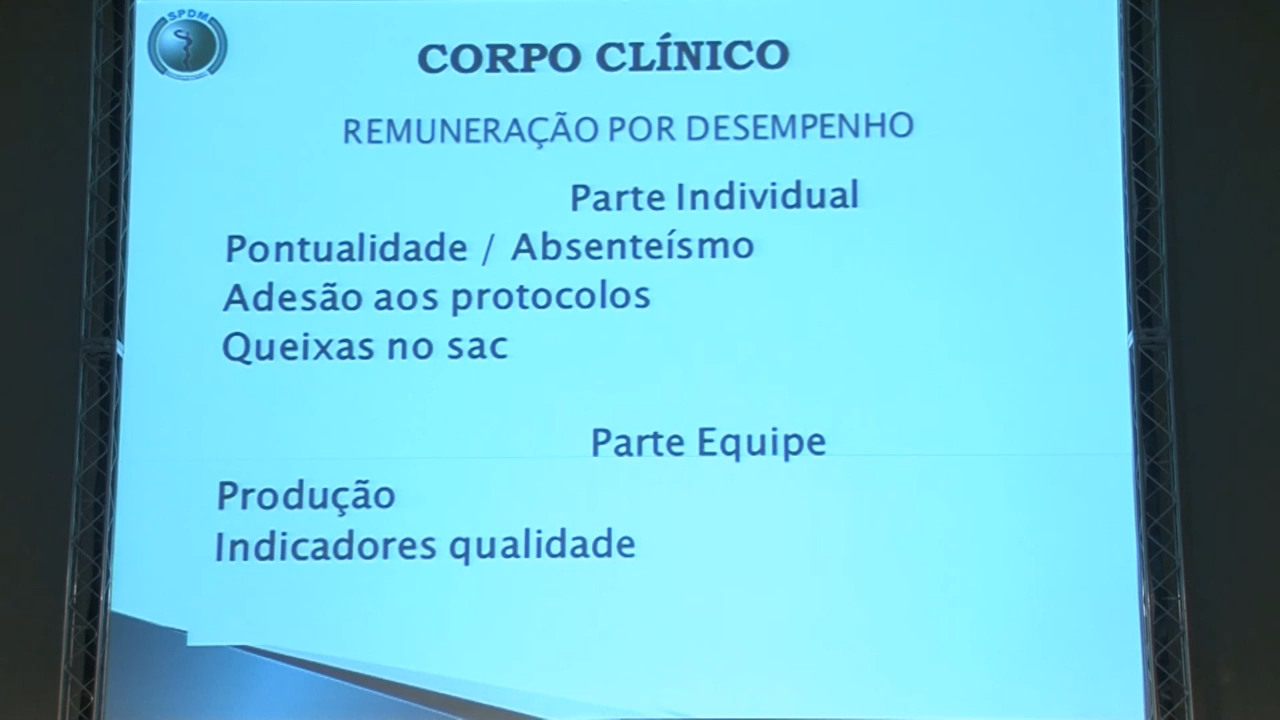 SPDM
CORPO CLÍNICO
REMUNERAÇÃO POR DESEMPENHO
Parte Individual
Pontualidade / Absenteísmo
Adesão aos protocolos
Queixas no sac
Parte Equipe
Produção
Indicadores qualidade